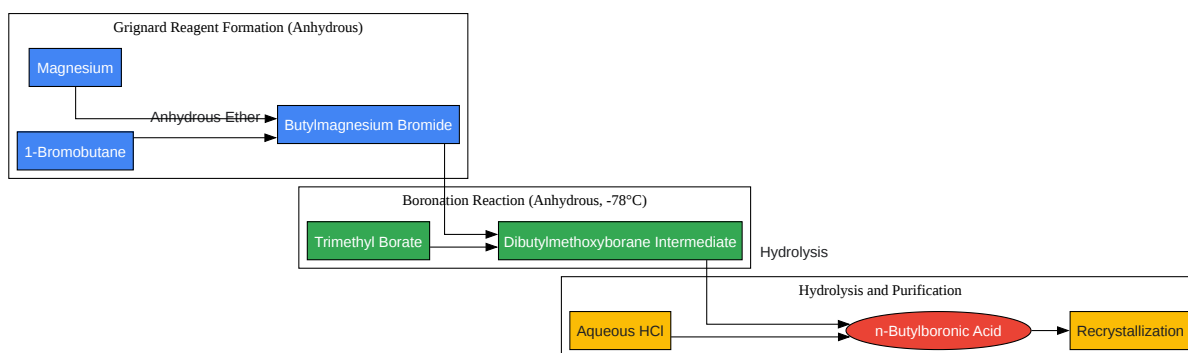 Grignard Reagent Formation (Anhydrous)
Magnesium
Anhydrous Ether
Butylmagnesium Bromide
1-Bromobutane
Boronation Reaction (Anhydrous, -78°C)
Trimethyl Borate
Dibutylmethoxyborane Intermediate
Hydrolysis
Hydrolysis and Purification
Aqueous HCl
n-Butylboronic Acid
Recrystallization